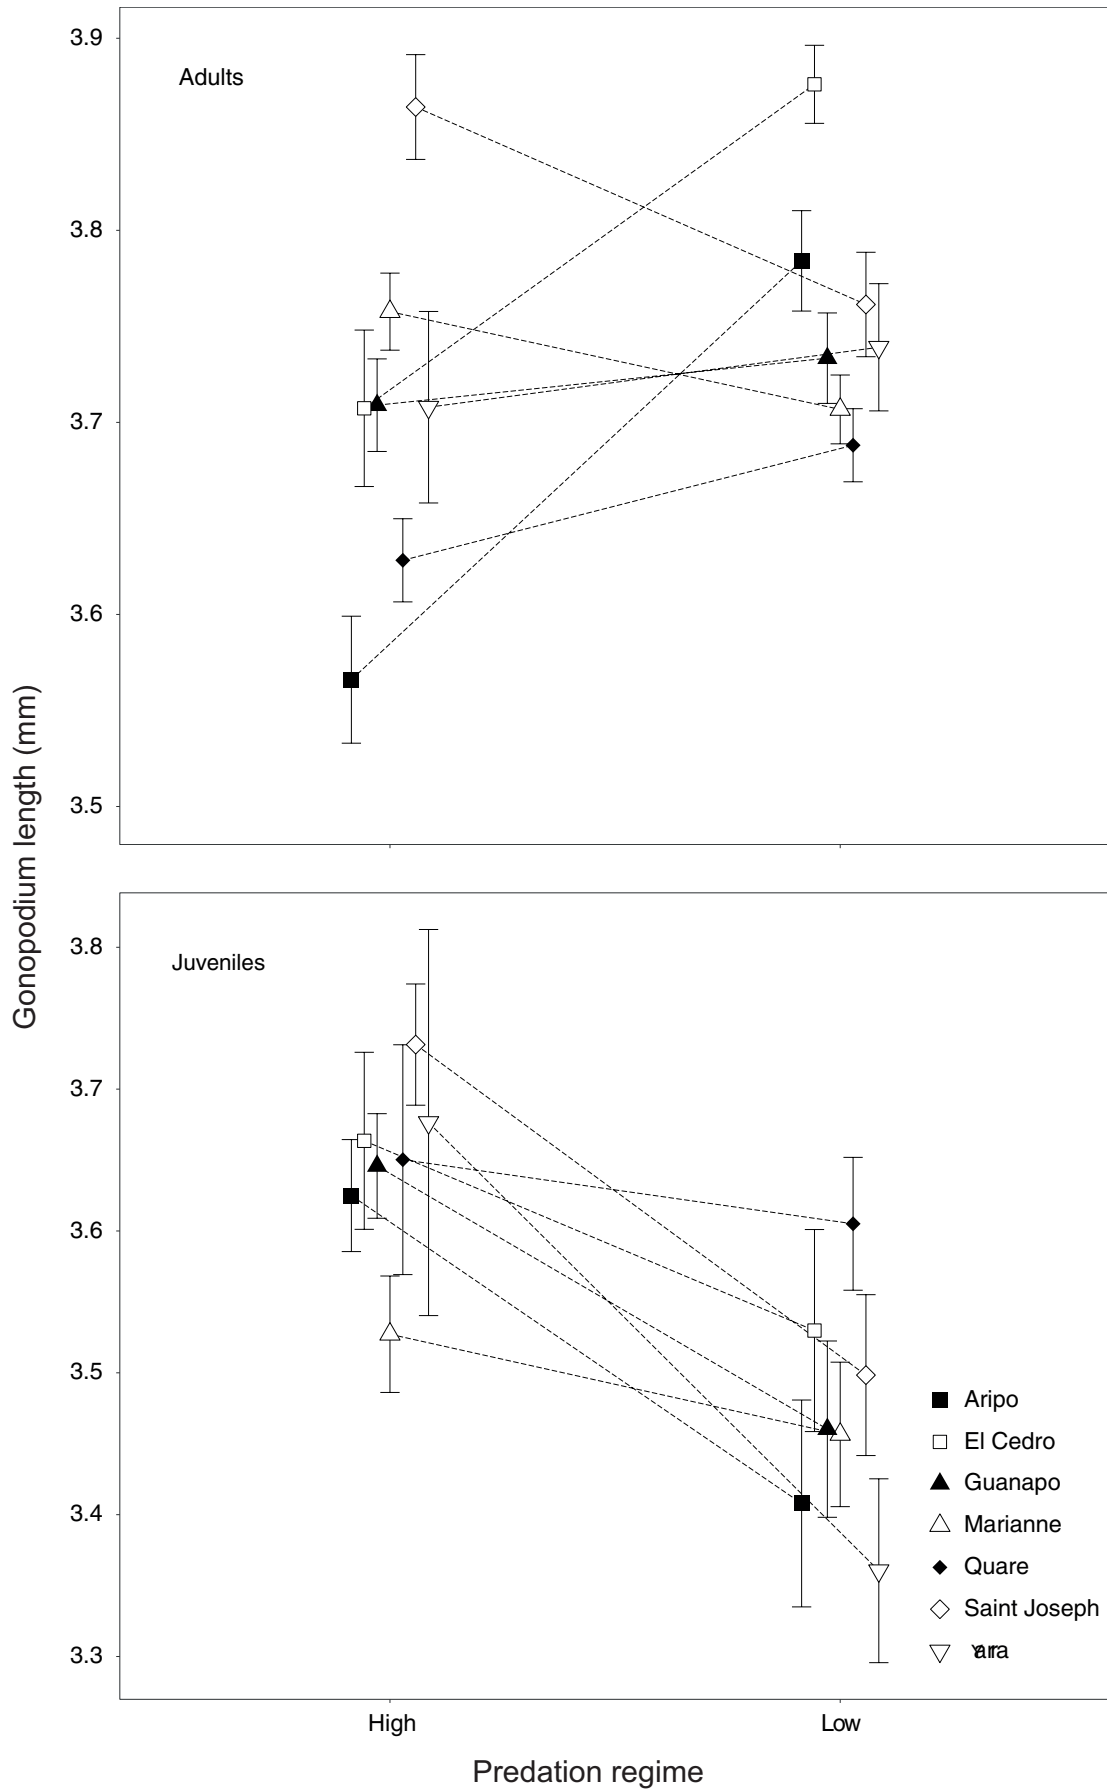 3.9
Adults
3.8
3.7
3.6
3.5
Gonopodium length (mm)
3.8
Juveniles
3.7
3.6
3.5
3.4
3.3
Aripo
El Cedro
Guanapo
Marianne
Quare
Saint Joseph
High
Low
Predation regime